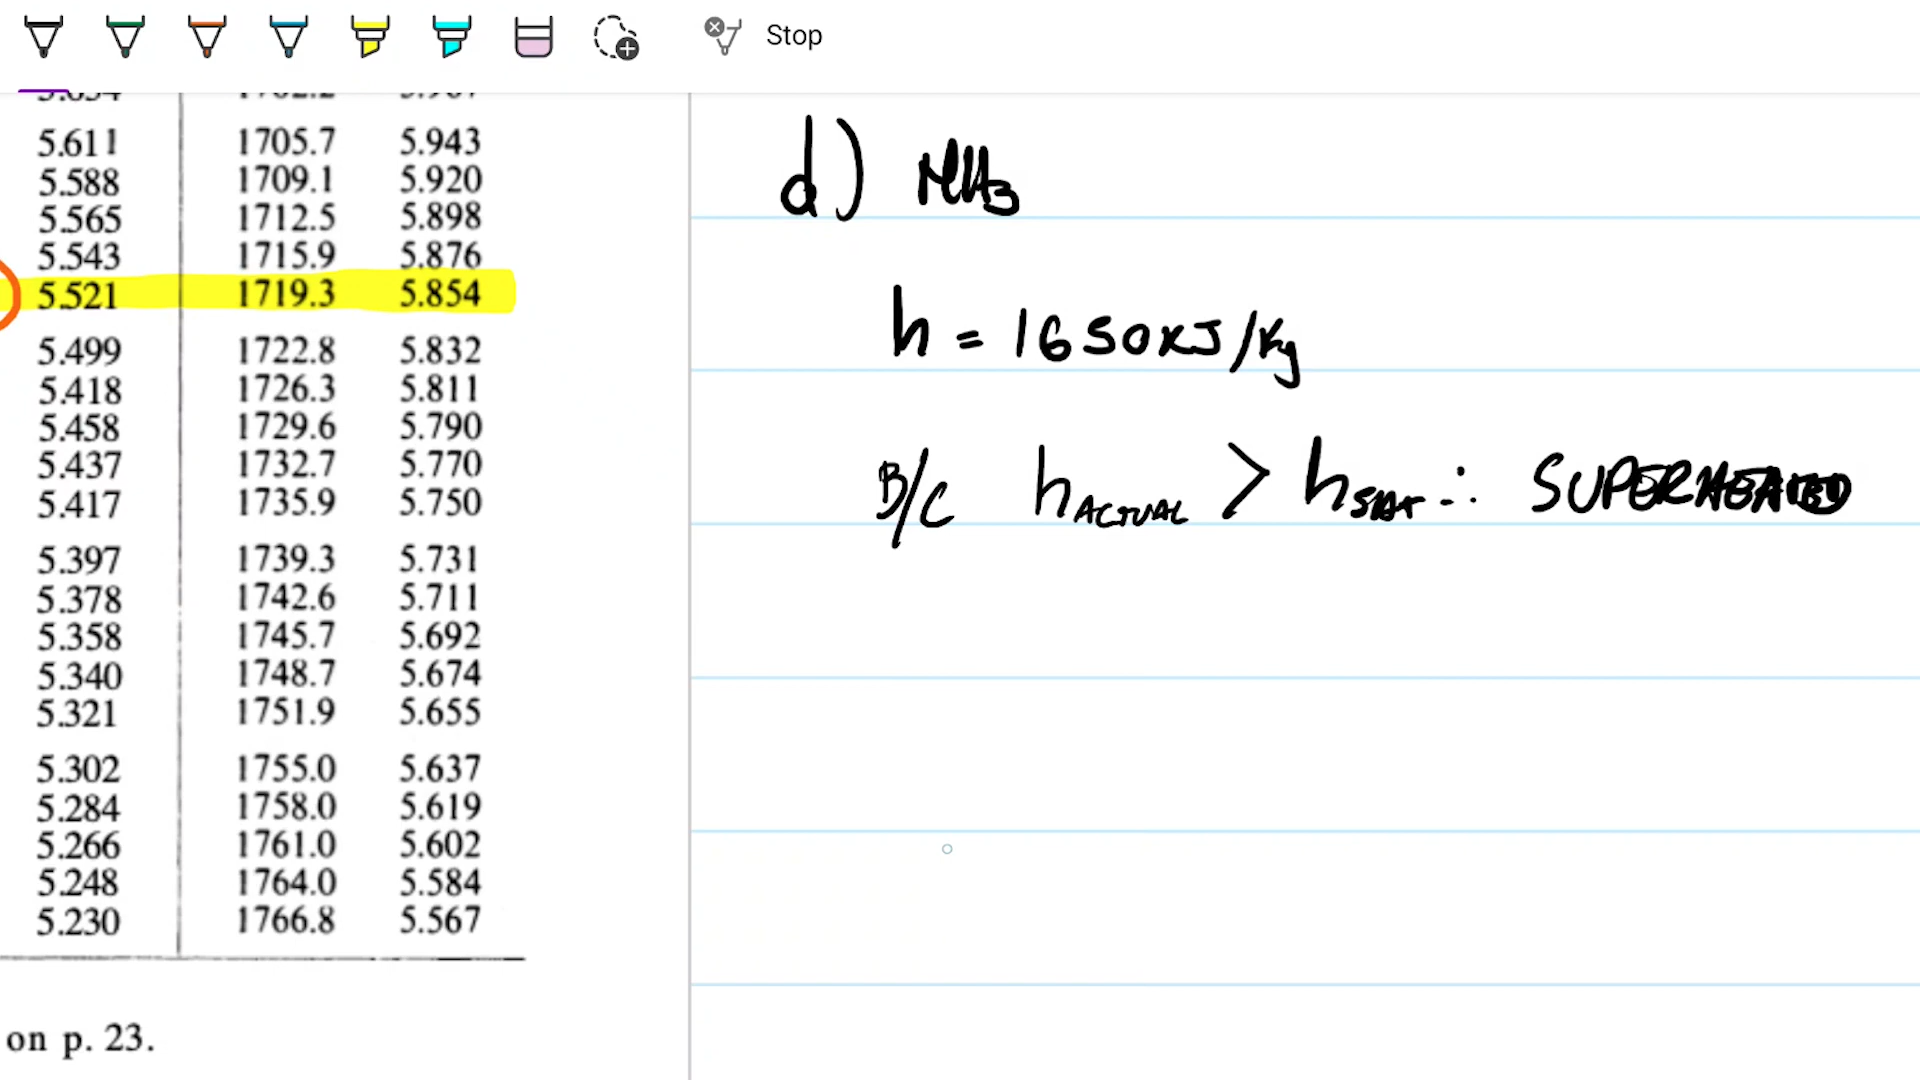 Stop
5.611 1705.7 5.943
5.588 1709.1 5.920
5.565 1712.5 5.898
5.543 1715.9 5.876
5.521 1719.3 5.854
5.499 1722.8 5.832
5.418 1726.3 5.811
5.458 1729.6 5.790
5.437 1732.7 5.770
5.417 1735.9 5.750
5.397 1739.3 5.731
5.378 1742.6 5.711
5.358 1745.7 5.692
5.340 1748.7 5.674
5.321 1751.9 5.655
5.302 1755.0 5.637
5.284 1758.0 5.619
5.266 1761.0 5.602
5.248 1764.0 5.584
5.230 1766.8 5.567
on p. 23.
d) NH3
h = 1650 KJ/Kg
B/C hACTUAL > hSAT ∴ SUPERHEATED